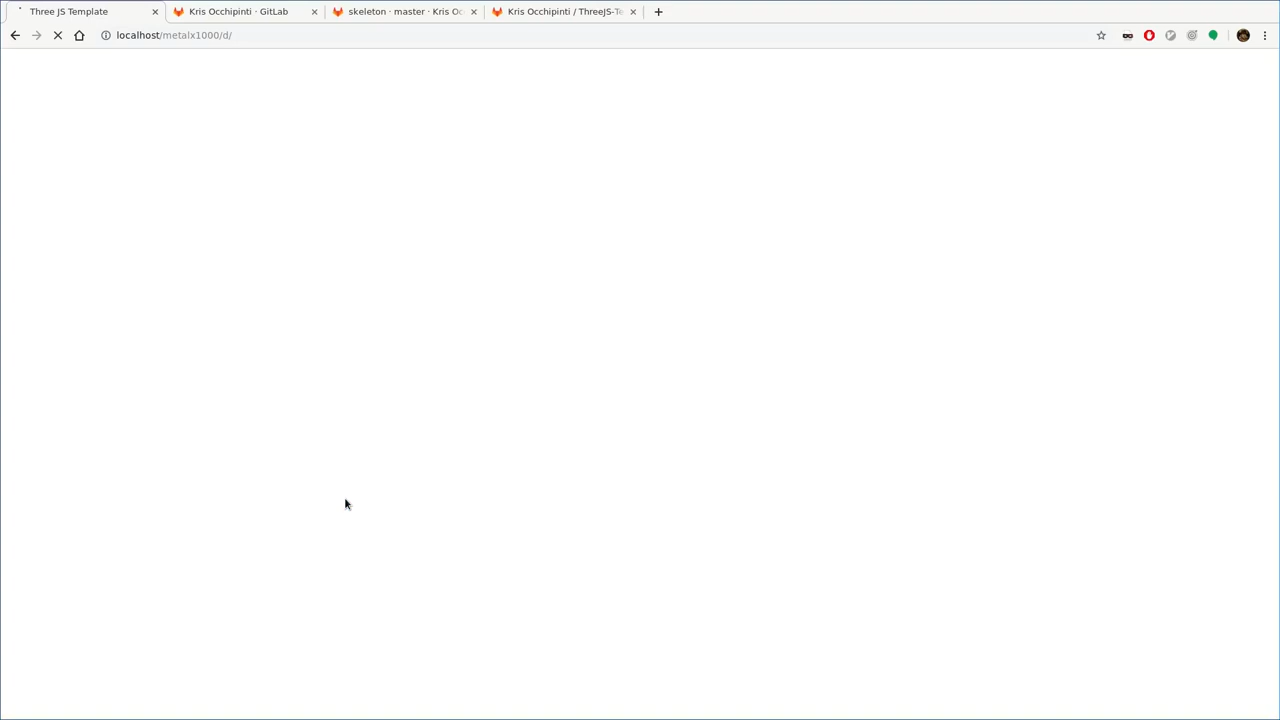 Three JS Template
Kris Occhipinti · GitLab
skeleton · master · Kris Oc
Kris Occhipinti / ThreeJS-Te
localhost/metalx1000/d/